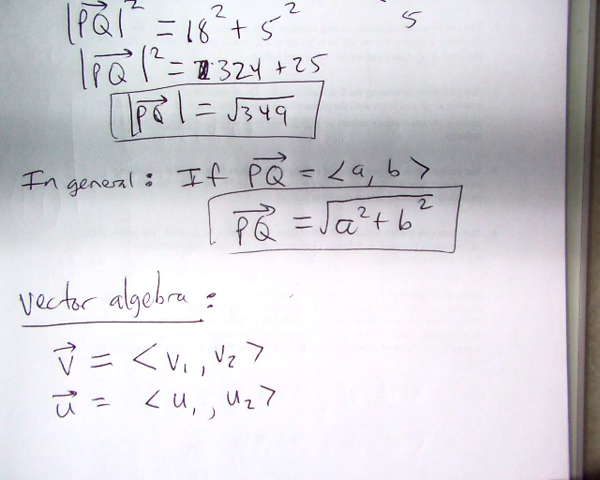 |PQ⃗|² = 18² + 5² 5
|PQ⃗|² = 324 + 25
|PQ⃗| = √349
In general: If PQ⃗ = <a, b>
PQ⃗ = √a² + b²
vector algebra:
v⃗ = <v₁, v₂>
u⃗ = <u₁, u₂>